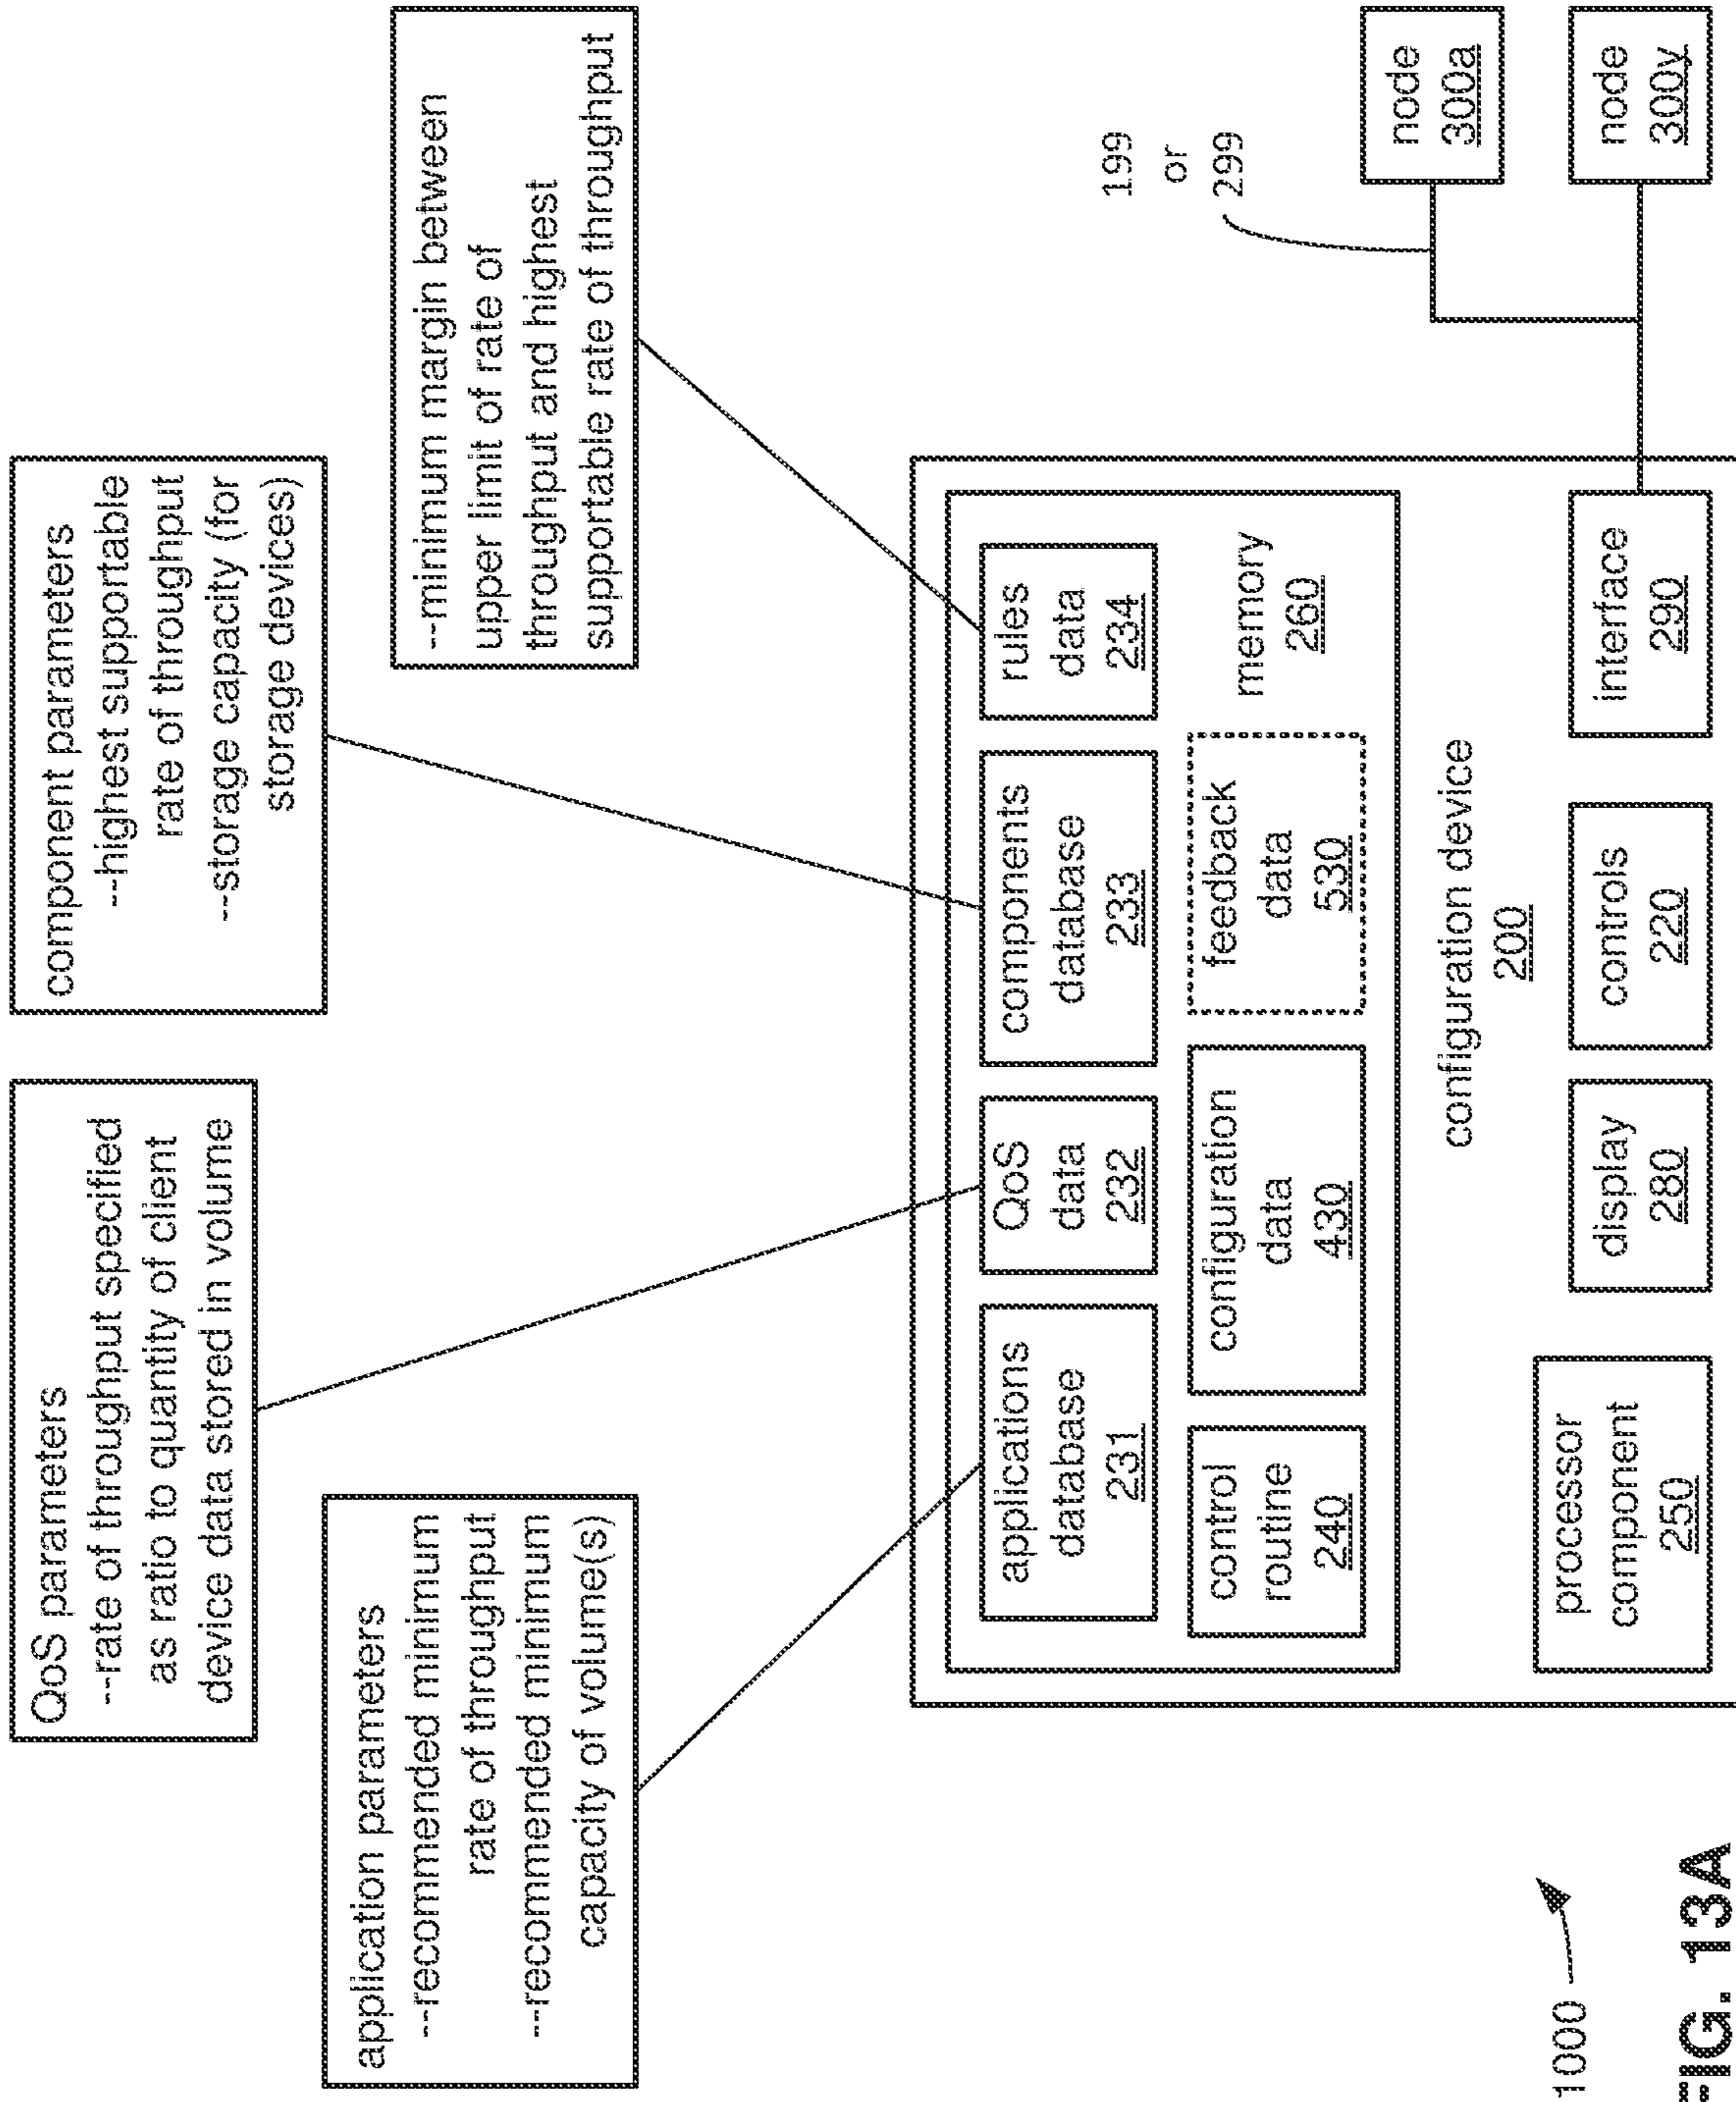 QoS parameters
--rate of throughput specified
as ratio to quantity of client
device data stored in volume
component parameters
--highest supportable
rate of throughput
--storage capacity (for
storage devices)
application parameters
--recommended minimum
rate of throughput
--recommended minimum
capacity of volume(s)
--minimum margin between
upper limit of rate of
throughput and highest
supportable rate of throughput
applications
database
231
QoS
data
232
components
database
233
rules
data
234
control
routine
240
configuration
data
430
feedback
data
530
memory
260
configuration device
200
processor
component
250
display
280
controls
220
interface
290
199
or
299
node
300a
node
300y
1000
FIG. 13A